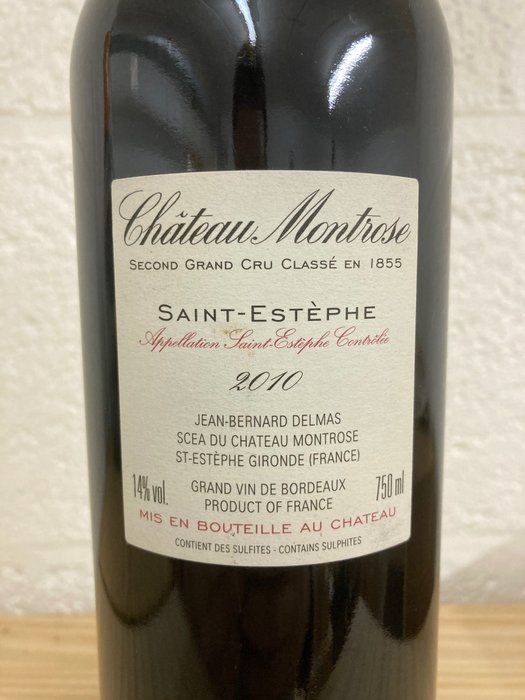 Château Montrose
SECOND GRAND CRU CLASSÉ EN 1855
SAINT-ESTÈPHE
Appellation Saint-Estèphe Contrôlée
2010
JEAN-BERNARD DELMAS
SCEA DU CHATEAU MONTROSE
ST-ESTÈPHE GIRONDE (FRANCE)
14% vol.
GRAND VIN DE BORDEAUX
750 ml
PRODUCT OF FRANCE
MIS EN BOUTEILLE AU CHATEAU
CONTIENT DES SULFITES - CONTAINS SULPHITES